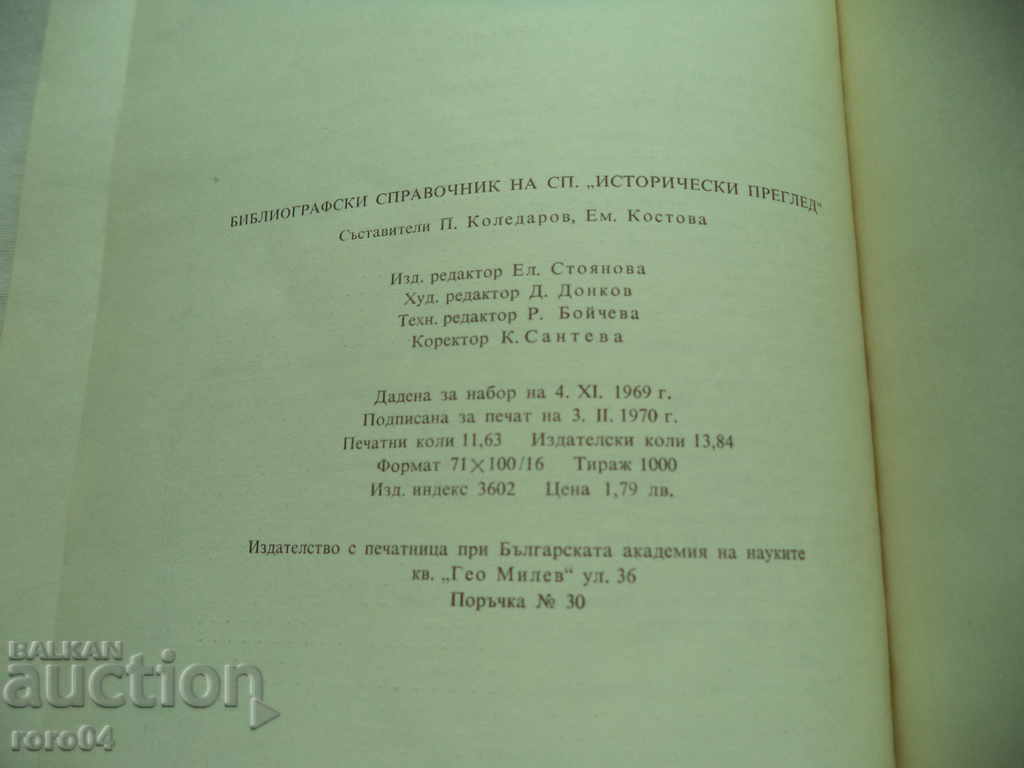 БИБЛИОГРАФСКИ СПРАВОЧНИК НА СП. „ИСТОРИЧЕСКИ ПРЕГЛЕД"
Съставители П. Коледаров, Ем. Костова
Изд. редактор Ел. Стоянова
Худ. редактор Д. Донков
Техн. редактор Р. Бойчева
Коректор К. Сантева
Дадена за набор на 4. XI. 1969 г.
Подписана за печат на 3. II. 1970 г.
Печатни коли 11,63 Издателски коли 13,84
Формат 71×100/16 Тираж 1000
Изд. индекс 3602 Цена 1,79 лв.
Издателство с печатница при Българската академия на науките
кв. „Гео Милев" ул. 36
Поръчка № 30
BALKAN
auction
roro04